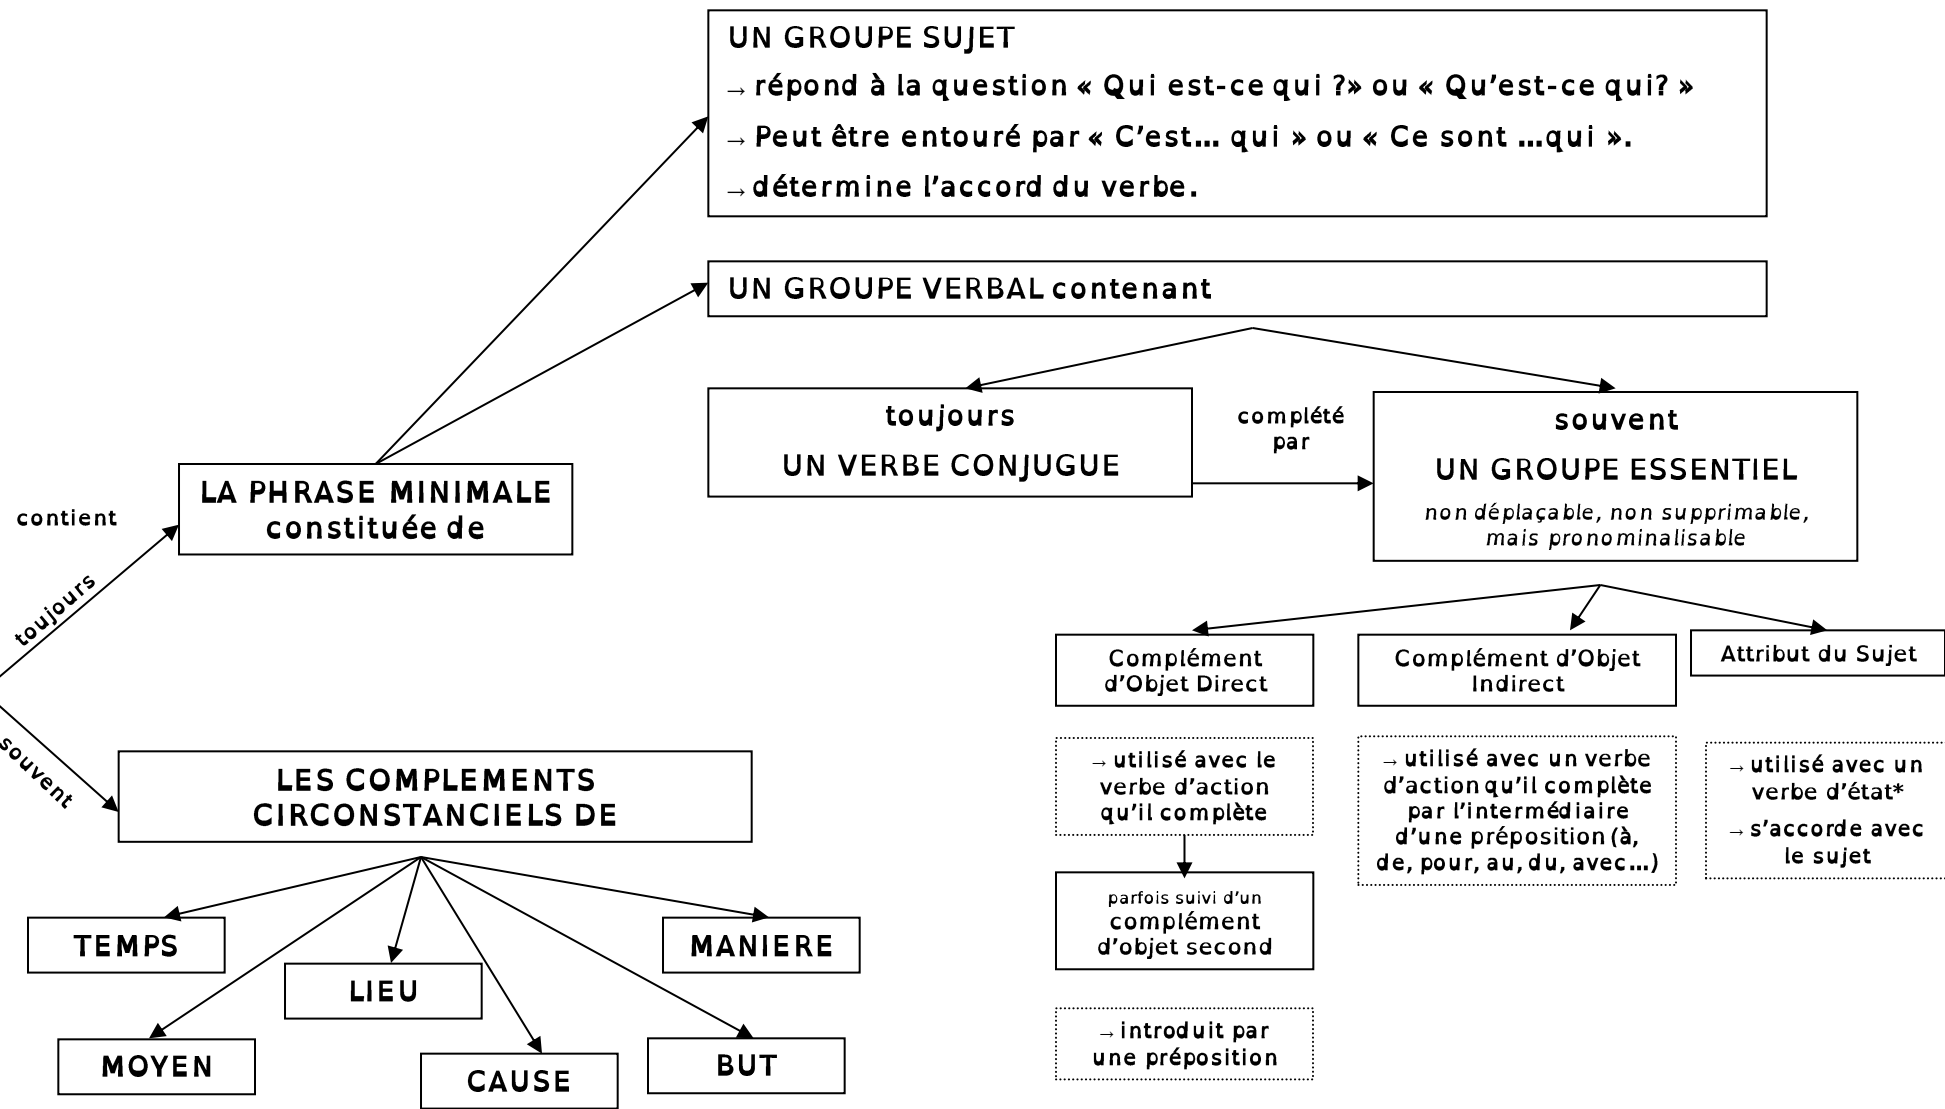 UN GROUPE SUJET
→ répond à la question « Qui est-ce qui ?» ou « Qu’est-ce qui? »
→ Peut être entouré par « C’est… qui » ou « Ce sont …qui ».
→ détermine l’accord du verbe.
UN GROUPE VERBAL contenant
toujours
UN VERBE CONJUGUE
complété
par
souvent
UN GROUPE ESSENTIEL
non déplaçable, non supprimable,
mais pronominalisable
contient
toujours
LA PHRASE MINIMALE
constituée de
Complément
d’Objet Direct
→ utilisé avec le
verbe d’action
qu’il complète
parfois suivi d’un
complément
d’objet second
→ introduit par
une préposition
Complément d’Objet
Indirect
→ utilisé avec un verbe
d’action qu’il complète
par l’intermédiaire
d’une préposition (à,
de, pour, au, du, avec…)
Attribut du Sujet
→ utilisé avec un
verbe d’état*
→ s’accorde avec
le sujet
souvent
LES COMPLEMENTS
CIRCONSTANCIELS DE
TEMPS
MOYEN
LIEU
CAUSE
BUT
MANIERE